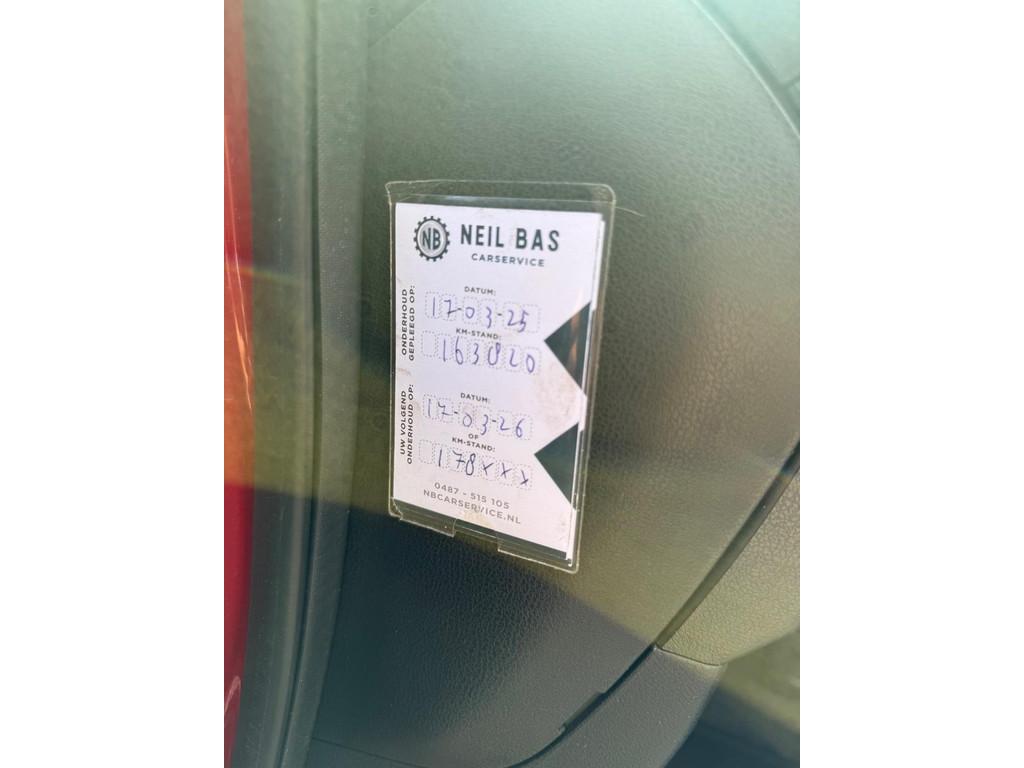 NB
NEIL BAS
CARSERVICE
ONDERHOUD
GEPLEEGD OP:
DATUM:
17-03-25
KM-STAND:
163820
UW VOLGEND
ONDERHOUD OP:
DATUM:
17-03-26
OF
KM-STAND:
178xxx
0487 - 515 105
NBCARSERVICE.NL